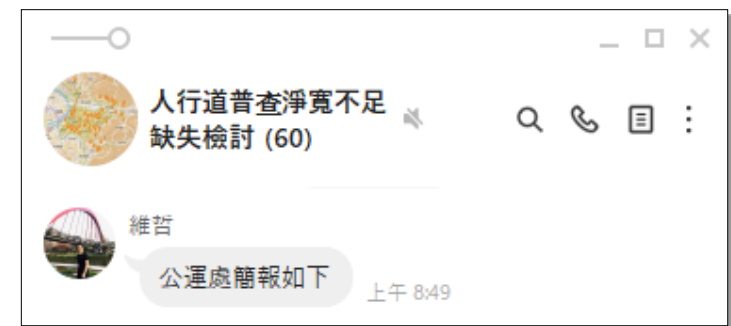 人行道普查淨寬不足
缺失檢討 (60)
維哲
公運處簡報如下
上午 8:49